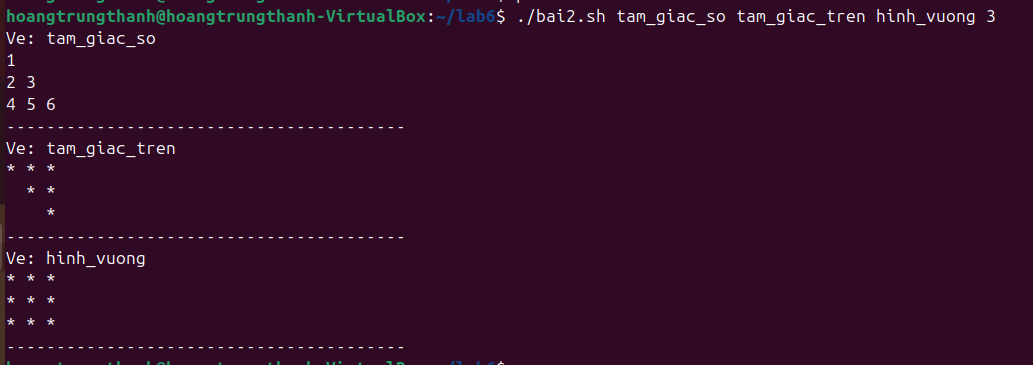 hoangtrungthanh@hoangtrungthanh-VirtualBox:~/lab6$ ./bai2.sh tam_giac_so tam_giac_tren hinh_vuong 3
Ve: tam_giac_so
1
2 3
4 5 6
----------------------------------------
Ve: tam_giac_tren
* * *
  * *
    *
----------------------------------------
Ve: hinh_vuong
* * *
* * *
* * *
----------------------------------------